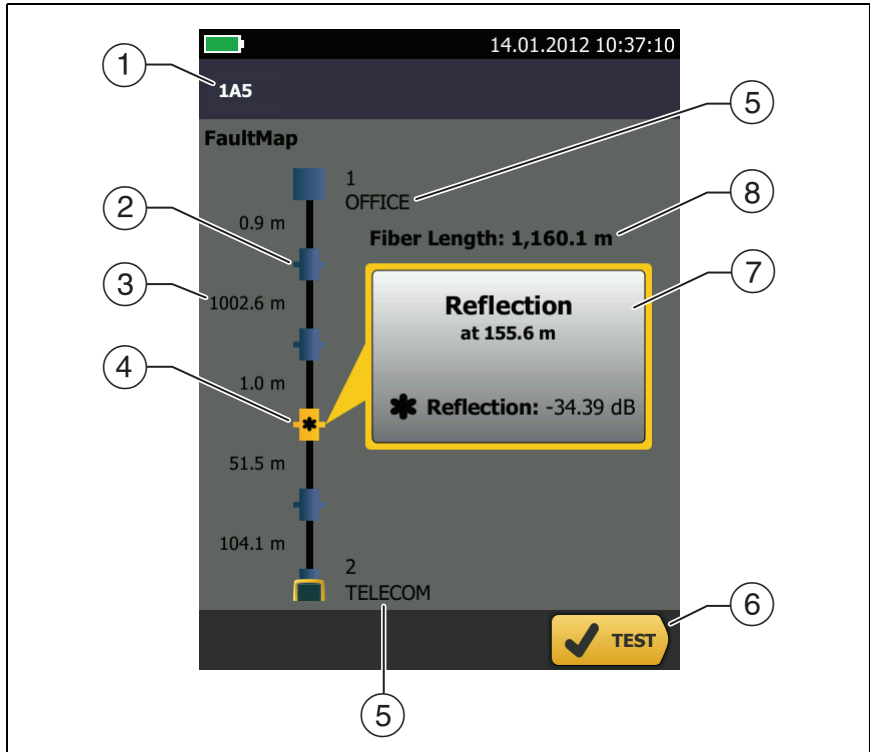 14.01.2012 10:37:10
1
1A5
5
FaultMap
1
OFFICE
8
2
0.9 m
Fiber Length: 1,160.1 m
7
3
1002.6 m
Reflection
at 155.6 m
4
1.0 m
Reflection: -34.39 dB
51.5 m
104.1 m
2
TELECOM
6
TEST
5